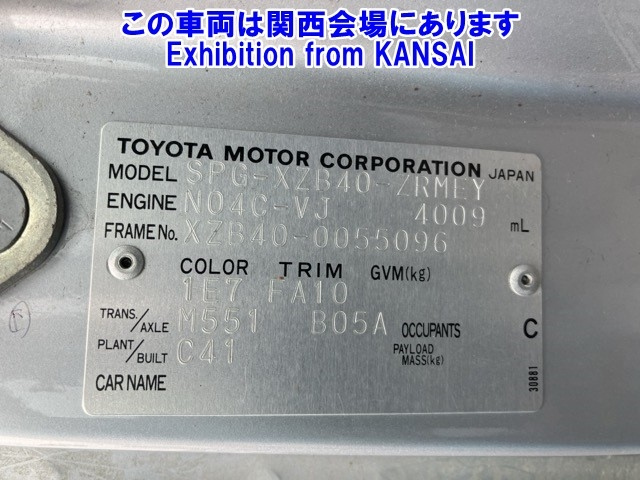 この車両は関西会場にあります
Exhibition from KANSAI
TOYOTA MOTOR CORPORATION JAPAN
MODEL SPG-XZB40-ZRMEY
ENGINE N04C-VJ 4009 mL
FRAME No. XZB40-0055096
COLOR TRIM GVM(kg)
1E7 FA10
TRANS./AXLE M551 B05A OCCUPANTS C
PLANT/BUILT C41 PAYLOAD MASS(kg)
CAR NAME
30881